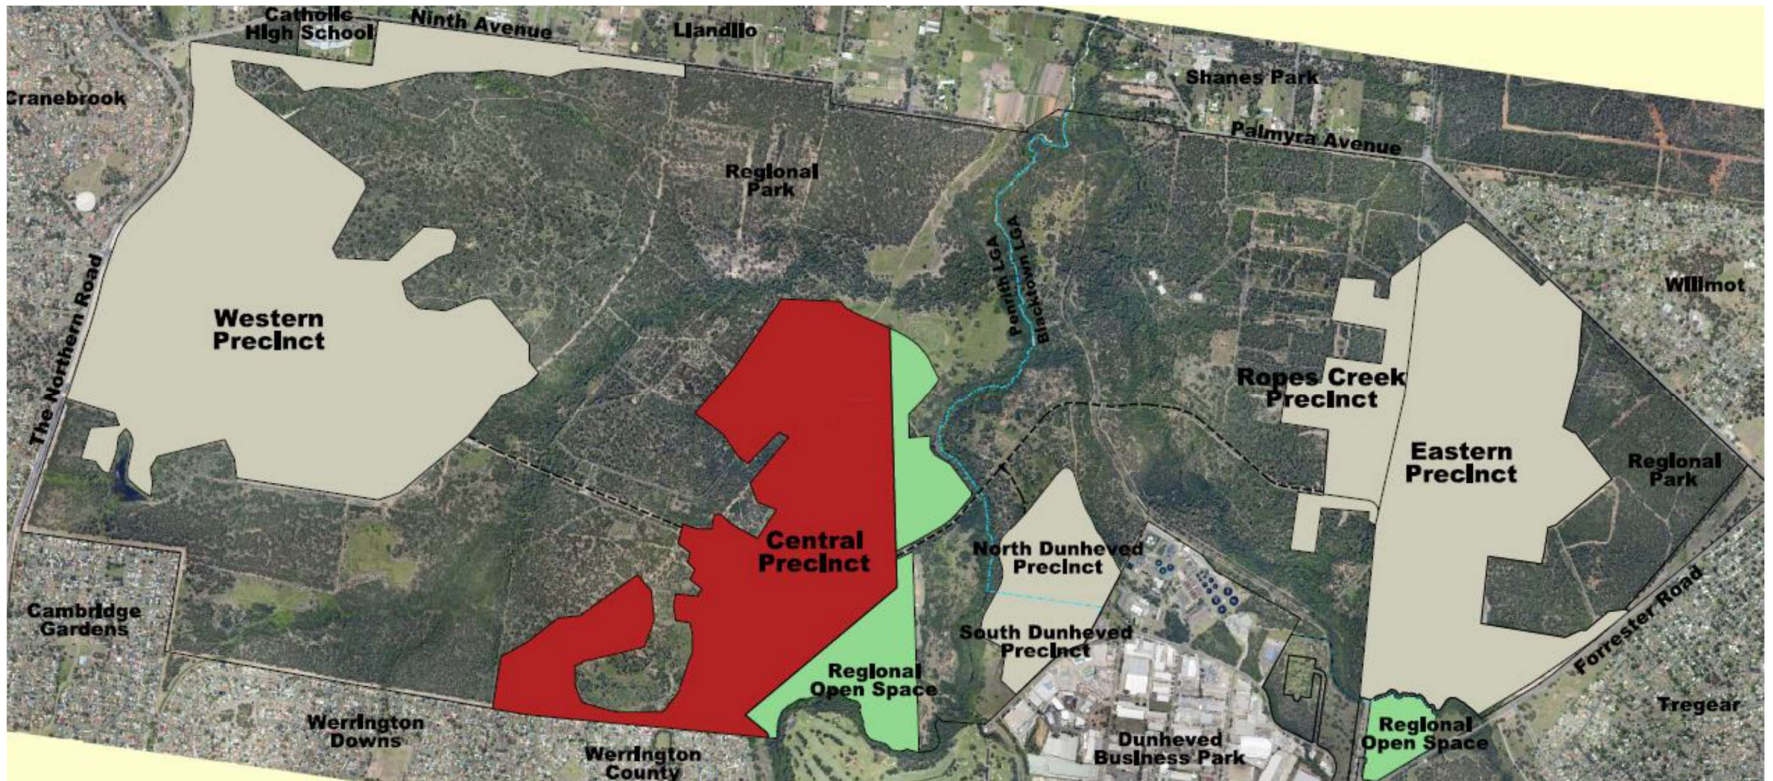 Catholic
High School
Ninth Avenue
Llandilo
Shanes Park
Cranebrook
Palmyra Avenue
Regional
Park
Penrith LGA
Blacktown LGA
Willmot
The Northern Road
Western
Precinct
Ropes Creek
Precinct
Eastern
Precinct
Regional
Park
Central
Precinct
North Dunheved
Precinct
Cambridge
Gardens
South Dunheved
Precinct
Forrester Road
Regional
Open Space
Werrington
Downs
Werrington
County
Dunheved
Business Park
Regional
Open Space
Tregear